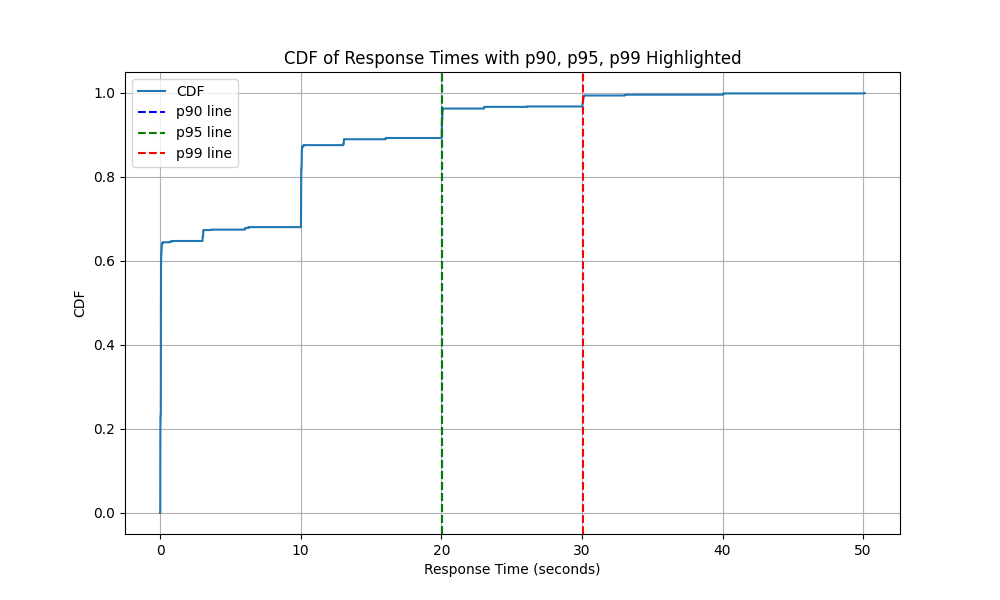 CDF of Response Times with p90, p95, p99 Highlighted
CDF
p90 line
p95 line
p99 line
1.0
0.8
0.6
0.4
0.2
0.0
CDF
0 10 20 30 40 50
Response Time (seconds)